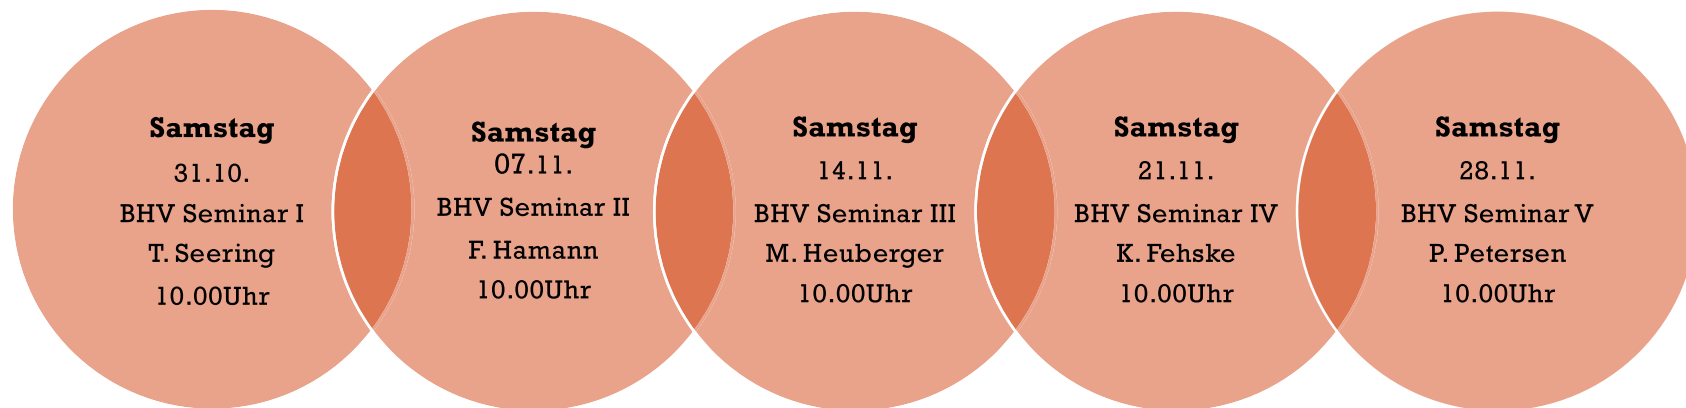 Samstag
31.10.
BHV Seminar I
T. Seering
10.00Uhr
Samstag
07.11.
BHV Seminar II
F. Hamann
10.00Uhr
Samstag
14.11.
BHV Seminar III
M. Heuberger
10.00Uhr
Samstag
21.11.
BHV Seminar IV
K. Fehske
10.00Uhr
Samstag
28.11.
BHV Seminar V
P. Petersen
10.00Uhr